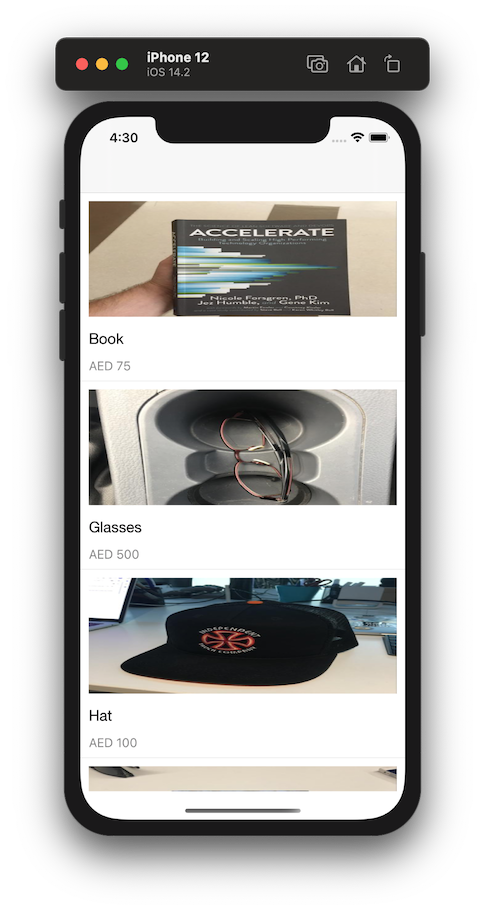 iPhone 12
iOS 14.2
4:30
ACCELERATE
Building and Scaling High Performing
Technology Organizations
Nicole Forsgren, PhD
Jez Humble, and Gene Kim
Book
AED 75
Glasses
AED 500
INDEPENDENT
TRUCK COMPANY
Hat
AED 100